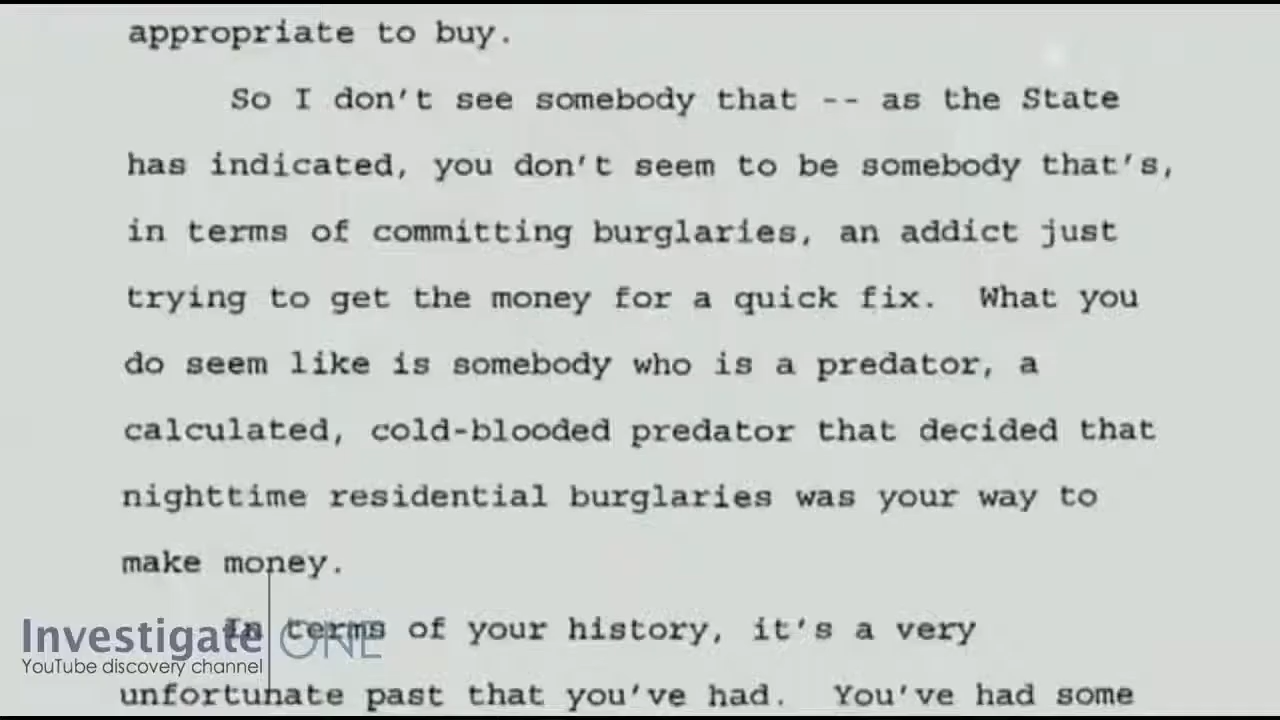 appropriate to buy.
So I don't see somebody that -- as the State
has indicated, you don't seem to be somebody that's,
in terms of committing burglaries, an addict just
trying to get the money for a quick fix. What you
do seem like is somebody who is a predator, a
calculated, cold-blooded predator that decided that
nighttime residential burglaries was your way to
make money.
In terms of your history, it's a very
unfortunate past that you've had. You've had some
Investigate ONE
YouTube discovery channel